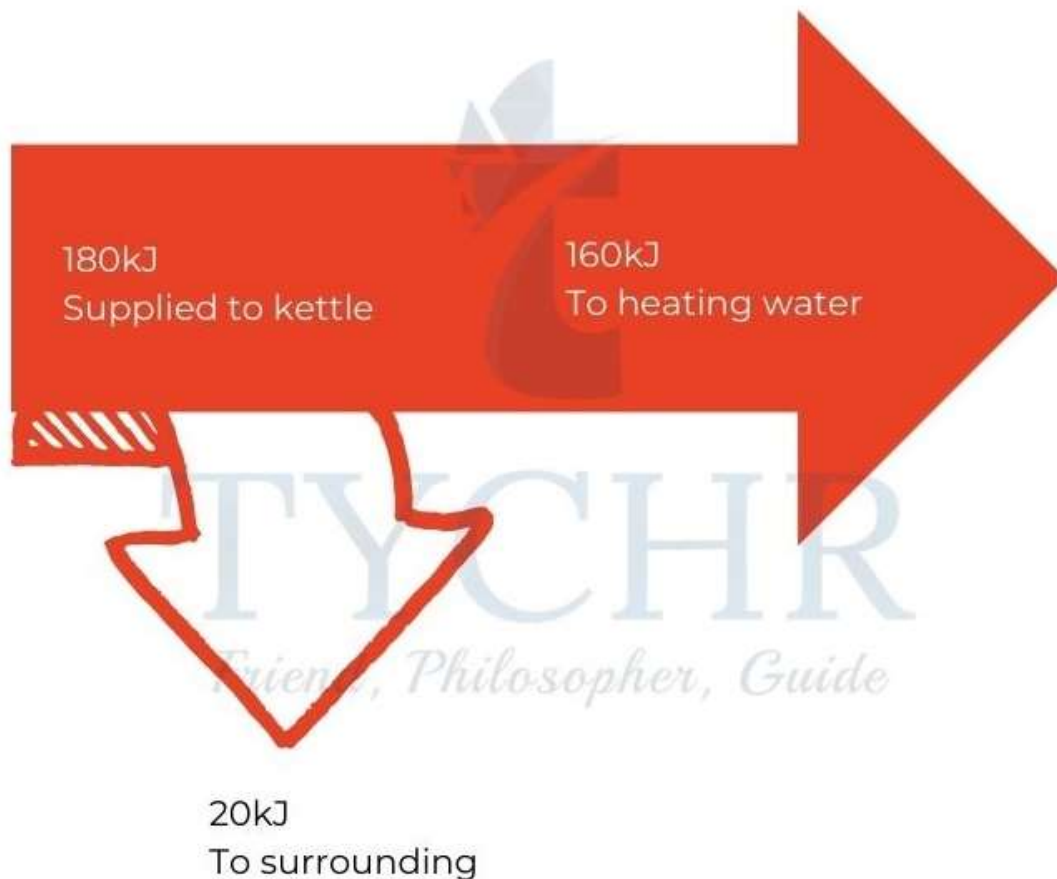 180kJ
Supplied to kettle
160kJ
To heating water
TYCHR
Friend, Philosopher, Guide
20kJ
To surrounding